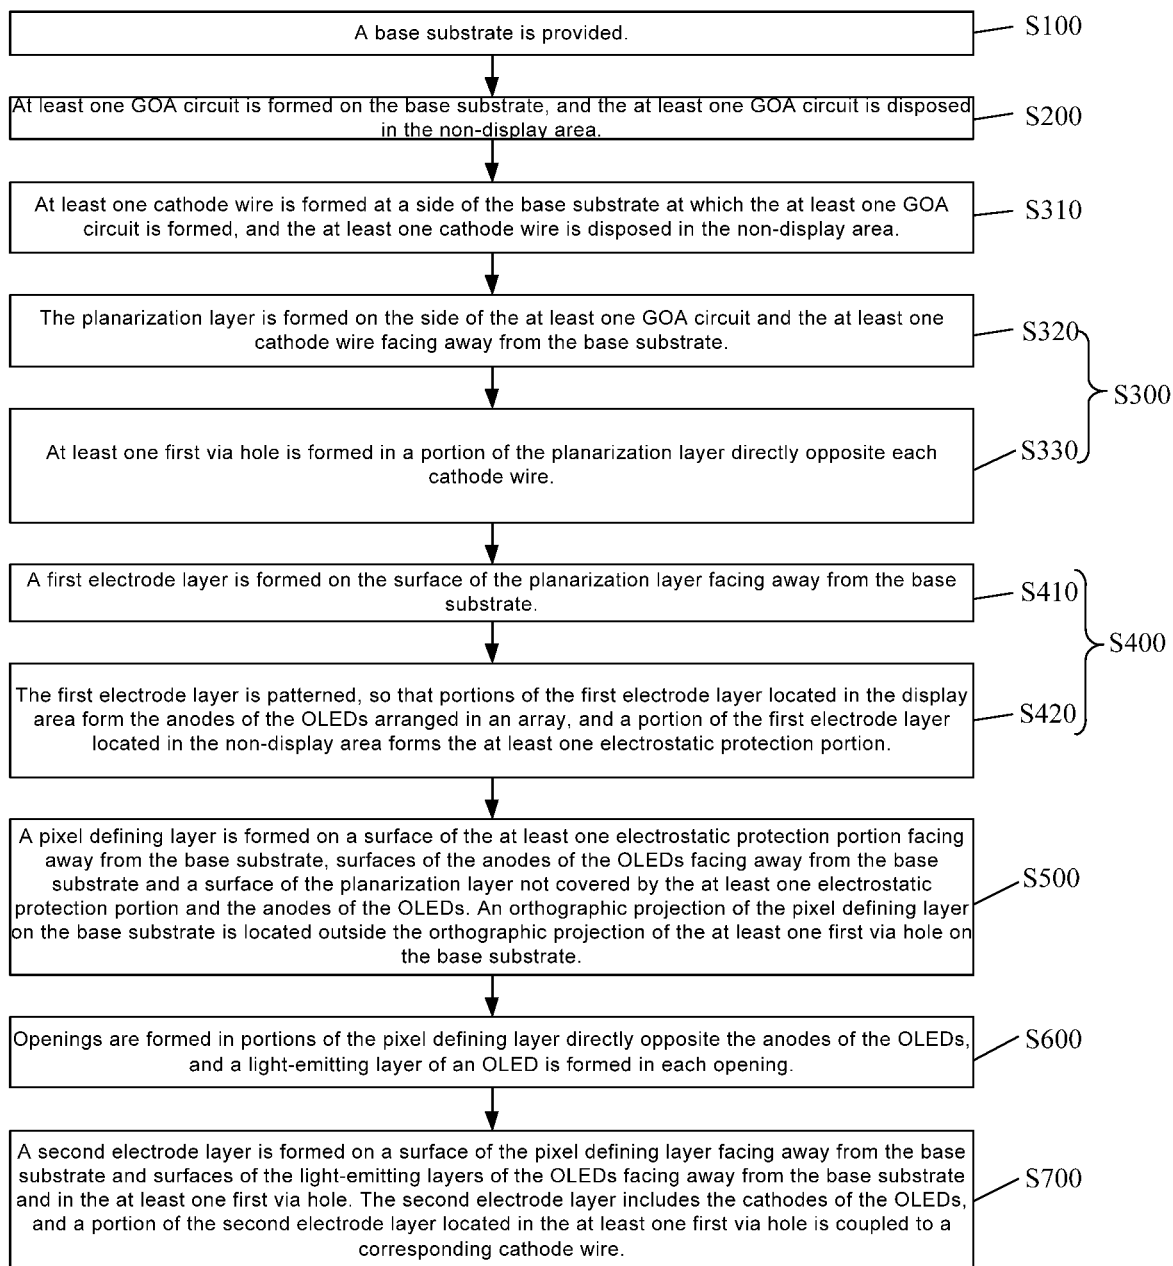 A base substrate is provided.
S100
At least one GOA circuit is formed on the base substrate, and the at least one GOA circuit is disposed
in the non-display area.
S200
At least one cathode wire is formed at a side of the base substrate at which the at least one GOA
circuit is formed, and the at least one cathode wire is disposed in the non-display area.
S310
The planarization layer is formed on the side of the at least one GOA circuit and the at least one
cathode wire facing away from the base substrate.
S320
S300
At least one first via hole is formed in a portion of the planarization layer directly opposite each
cathode wire.
S330
A first electrode layer is formed on the surface of the planarization layer facing away from the base
substrate.
S410
S400
The first electrode layer is patterned, so that portions of the first electrode layer located in the display
area form the anodes of the OLEDs arranged in an array, and a portion of the first electrode layer
located in the non-display area forms the at least one electrostatic protection portion.
S420
A pixel defining layer is formed on a surface of the at least one electrostatic protection portion facing
away from the base substrate, surfaces of the anodes of the OLEDs facing away from the base
substrate and a surface of the planarization layer not covered by the at least one electrostatic
protection portion and the anodes of the OLEDs. An orthographic projection of the pixel defining layer
on the base substrate is located outside the orthographic projection of the at least one first via hole on
the base substrate.
S500
Openings are formed in portions of the pixel defining layer directly opposite the anodes of the OLEDs,
and a light-emitting layer of an OLED is formed in each opening.
S600
A second electrode layer is formed on a surface of the pixel defining layer facing away from the base
substrate and surfaces of the light-emitting layers of the OLEDs facing away from the base substrate
and in the at least one first via hole. The second electrode layer includes the cathodes of the OLEDs,
and a portion of the second electrode layer located in the at least one first via hole is coupled to a
corresponding cathode wire.
S700